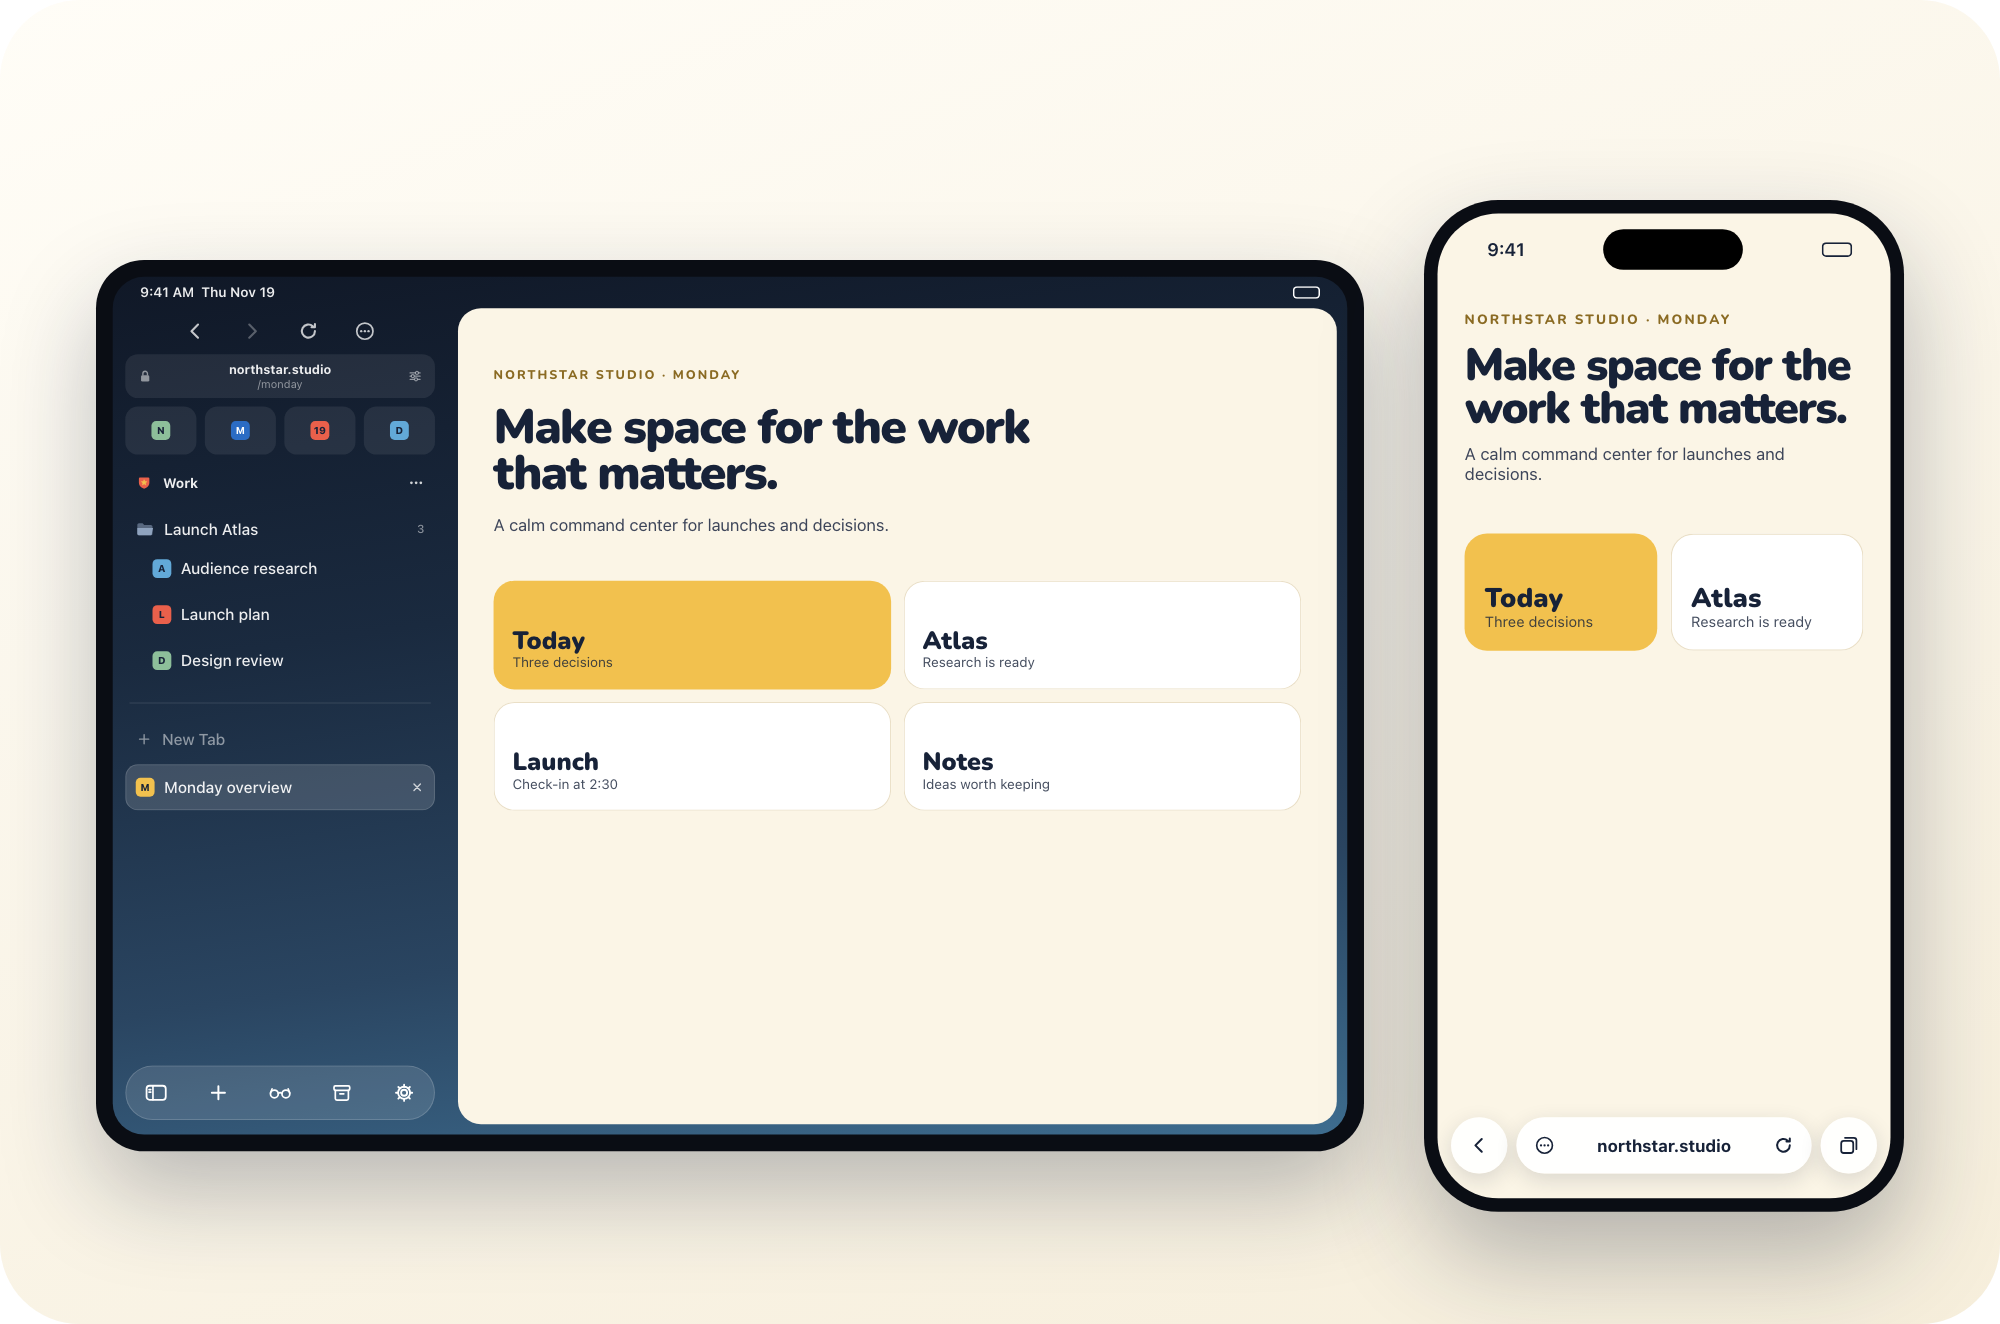 9:41 AM Thu Nov 19
northstar.studio
/monday
N
M
19
D
Work
Launch Atlas
3
A
Audience research
L
Launch plan
D
Design review
New Tab
M
Monday overview
NORTHSTAR STUDIO · MONDAY
Make space for the work
that matters.
A calm command center for launches and decisions.
Today
Three decisions
Atlas
Research is ready
Launch
Check-in at 2:30
Notes
Ideas worth keeping
9:41
NORTHSTAR STUDIO · MONDAY
Make space for the
work that matters.
A calm command center for launches and
decisions.
Today
Three decisions
Atlas
Research is ready
northstar.studio